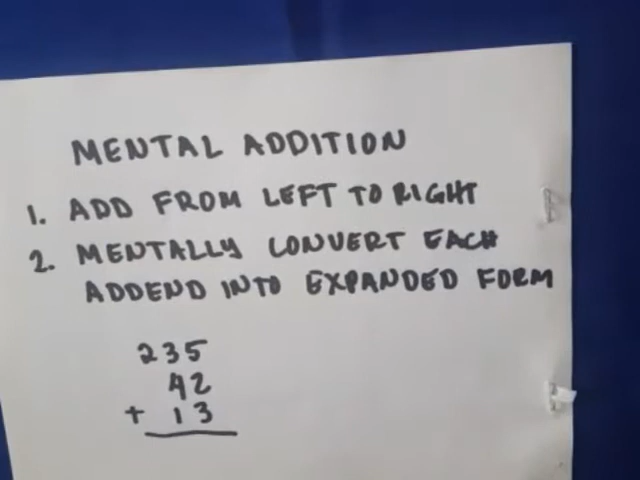 MENTAL ADDITION
1. ADD FROM LEFT TO RIGHT
2. MENTALLY CONVERT EACH
ADDEND INTO EXPANDED FORM
235
42
+ 13